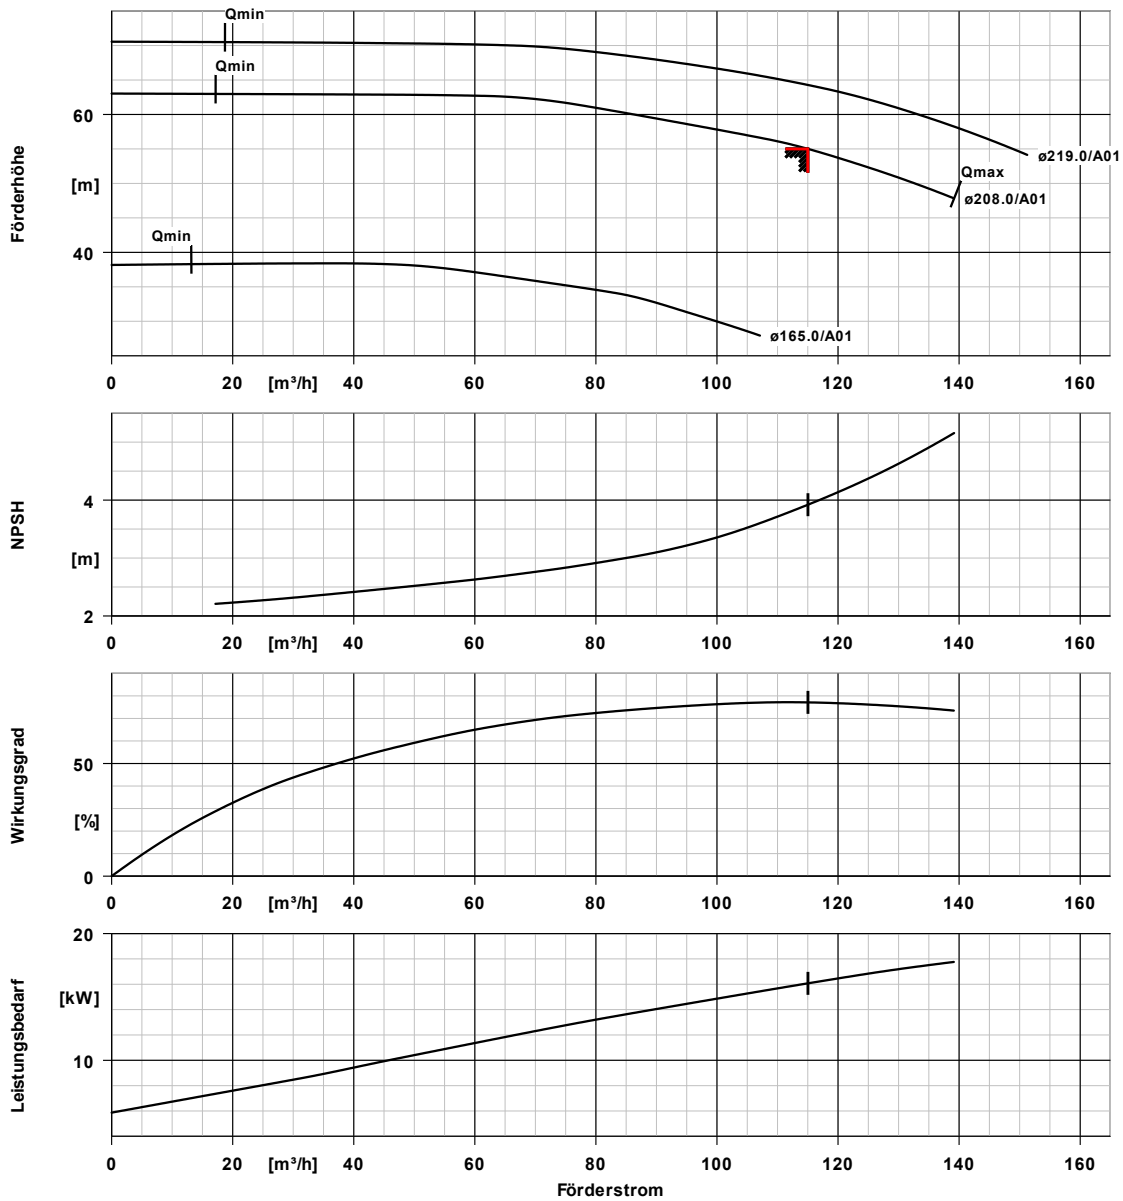 Qmin
Qmin
60
ø219.0/A01
Qmax
[m]
ø208.0/A01
Förderhöhe
Qmin
40
ø165.0/A01
0 20 [m³/h] 40 60 80 100 120 140 160
4
NPSH
[m]
2
0 20 [m³/h] 40 60 80 100 120 140 160
50
Wirkungsgrad
[%]
0
0 20 [m³/h] 40 60 80 100 120 140 160
20
[kW]
Leistungsbedarf
10
0 20 [m³/h] 40 60 80 100 120 140 160
Förderstrom